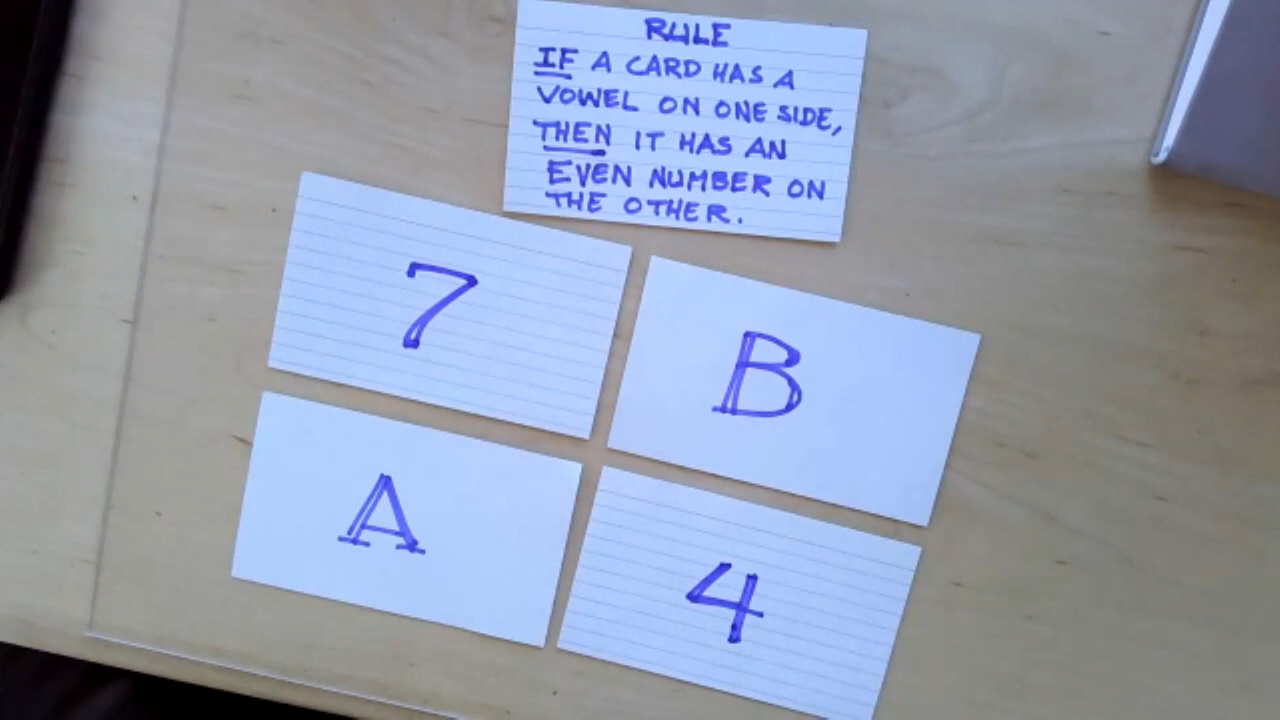 RULE
IF A CARD HAS A
VOWEL ON ONE SIDE,
THEN IT HAS AN
EVEN NUMBER ON
THE OTHER.
7
B
A
4